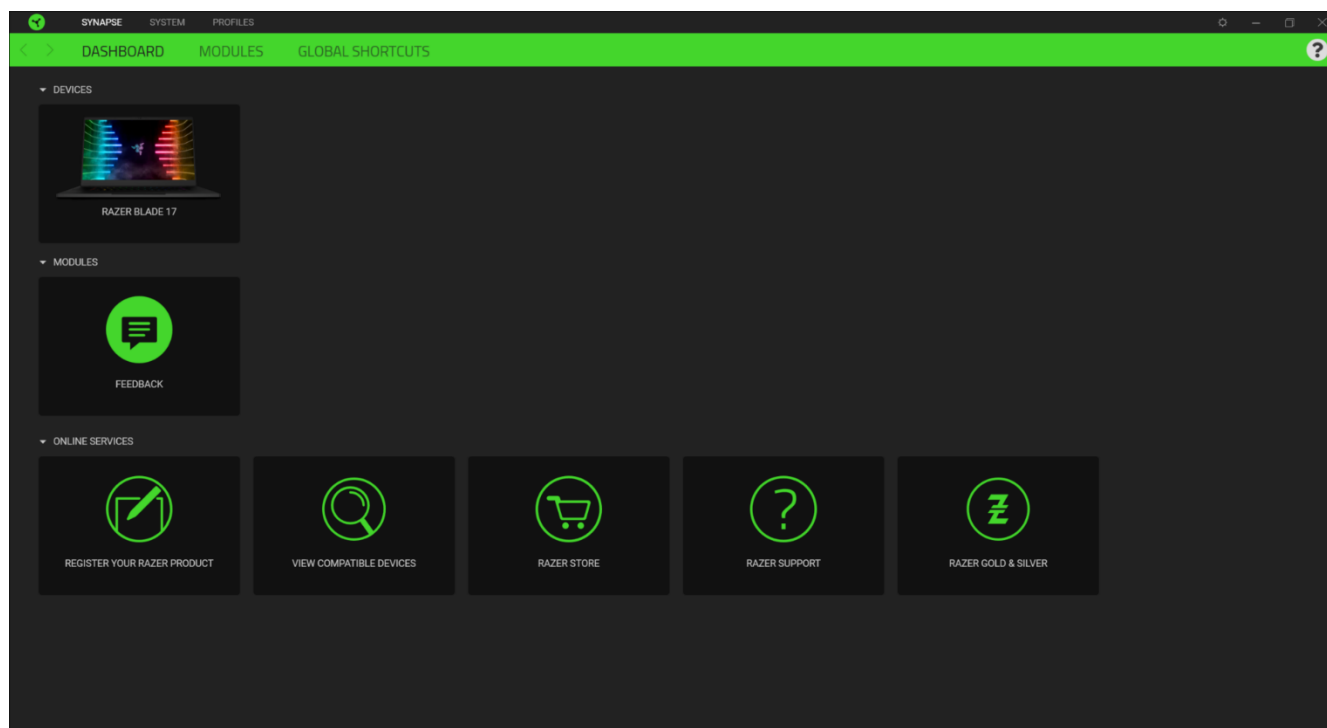 SYNAPSE SYSTEM PROFILES
DASHBOARD MODULES GLOBAL SHORTCUTS
?
DEVICES
RAZER BLADE 17
MODULES
FEEDBACK
ONLINE SERVICES
REGISTER YOUR RAZER PRODUCT
VIEW COMPATIBLE DEVICES
RAZER STORE
RAZER SUPPORT
RAZER GOLD & SILVER